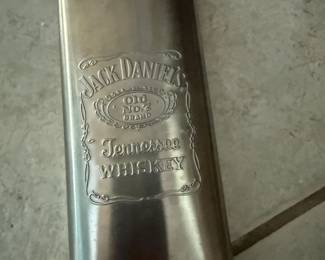 JACK DANIEL'S
OLD
NO. 7
BRAND
Tennessee
WHISKEY